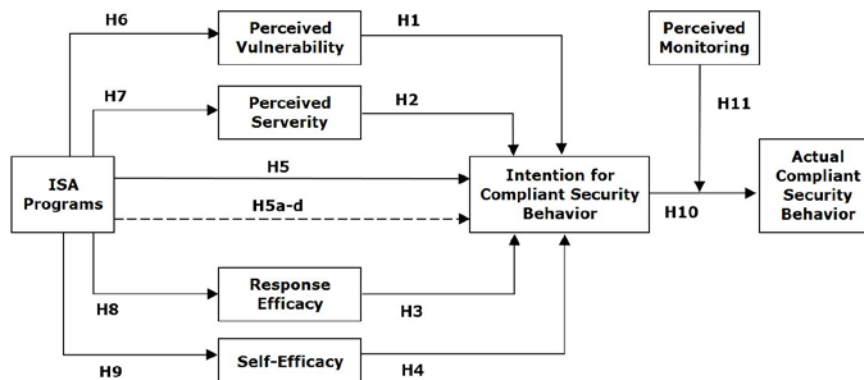 H6
Perceived
Vulnerability
H1
Perceived
Monitoring
H7
Perceived
Serverity
H2
H11
ISA
Programs
H5
H5a-d
Intention for
Compliant Security
Behavior
H10
Actual
Compliant
Security
Behavior
H8
Response
Efficacy
H3
H9
Self-Efficacy
H4